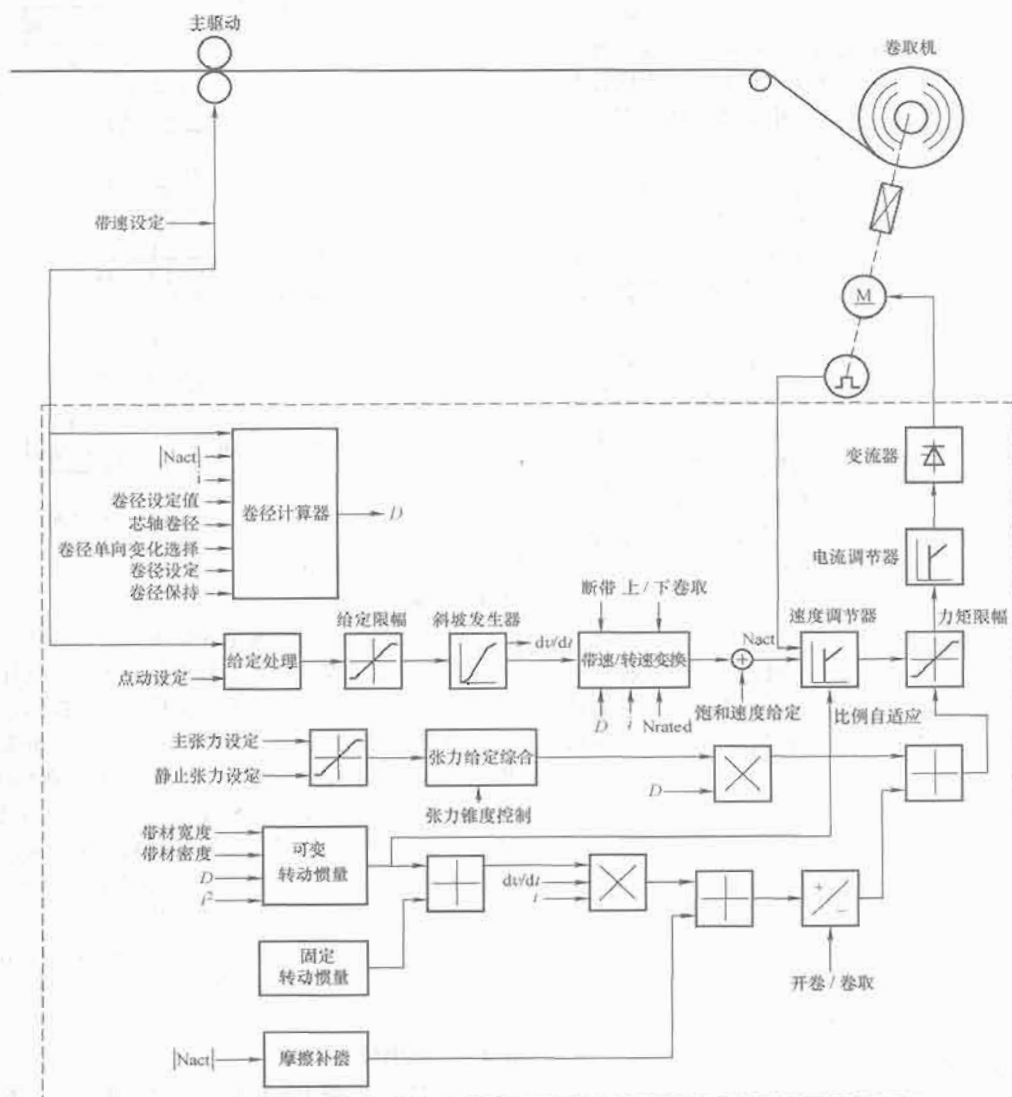 主驱动
卷取机
带速设定
M
变流器
|Nact|
i
卷径设定值
芯轴卷径
卷径单向变化选择
卷径设定
卷径保持
卷径计算器
D
电流调节器
给定限幅
斜坡发生器
断带 上/下卷取
速度调节器
力矩限幅
给定处理
dv/dt
带速/转速变换
Nact
点动设定
D
i
Nrated
饱和速度给定
比例自适应
主张力设定
静止张力设定
张力给定综合
D
张力锥度控制
带材宽度
带材密度
D
i²
可变
转动惯量
dv/dt
i
+
−
固定
转动惯量
开卷/卷取
|Nact|
摩擦补偿